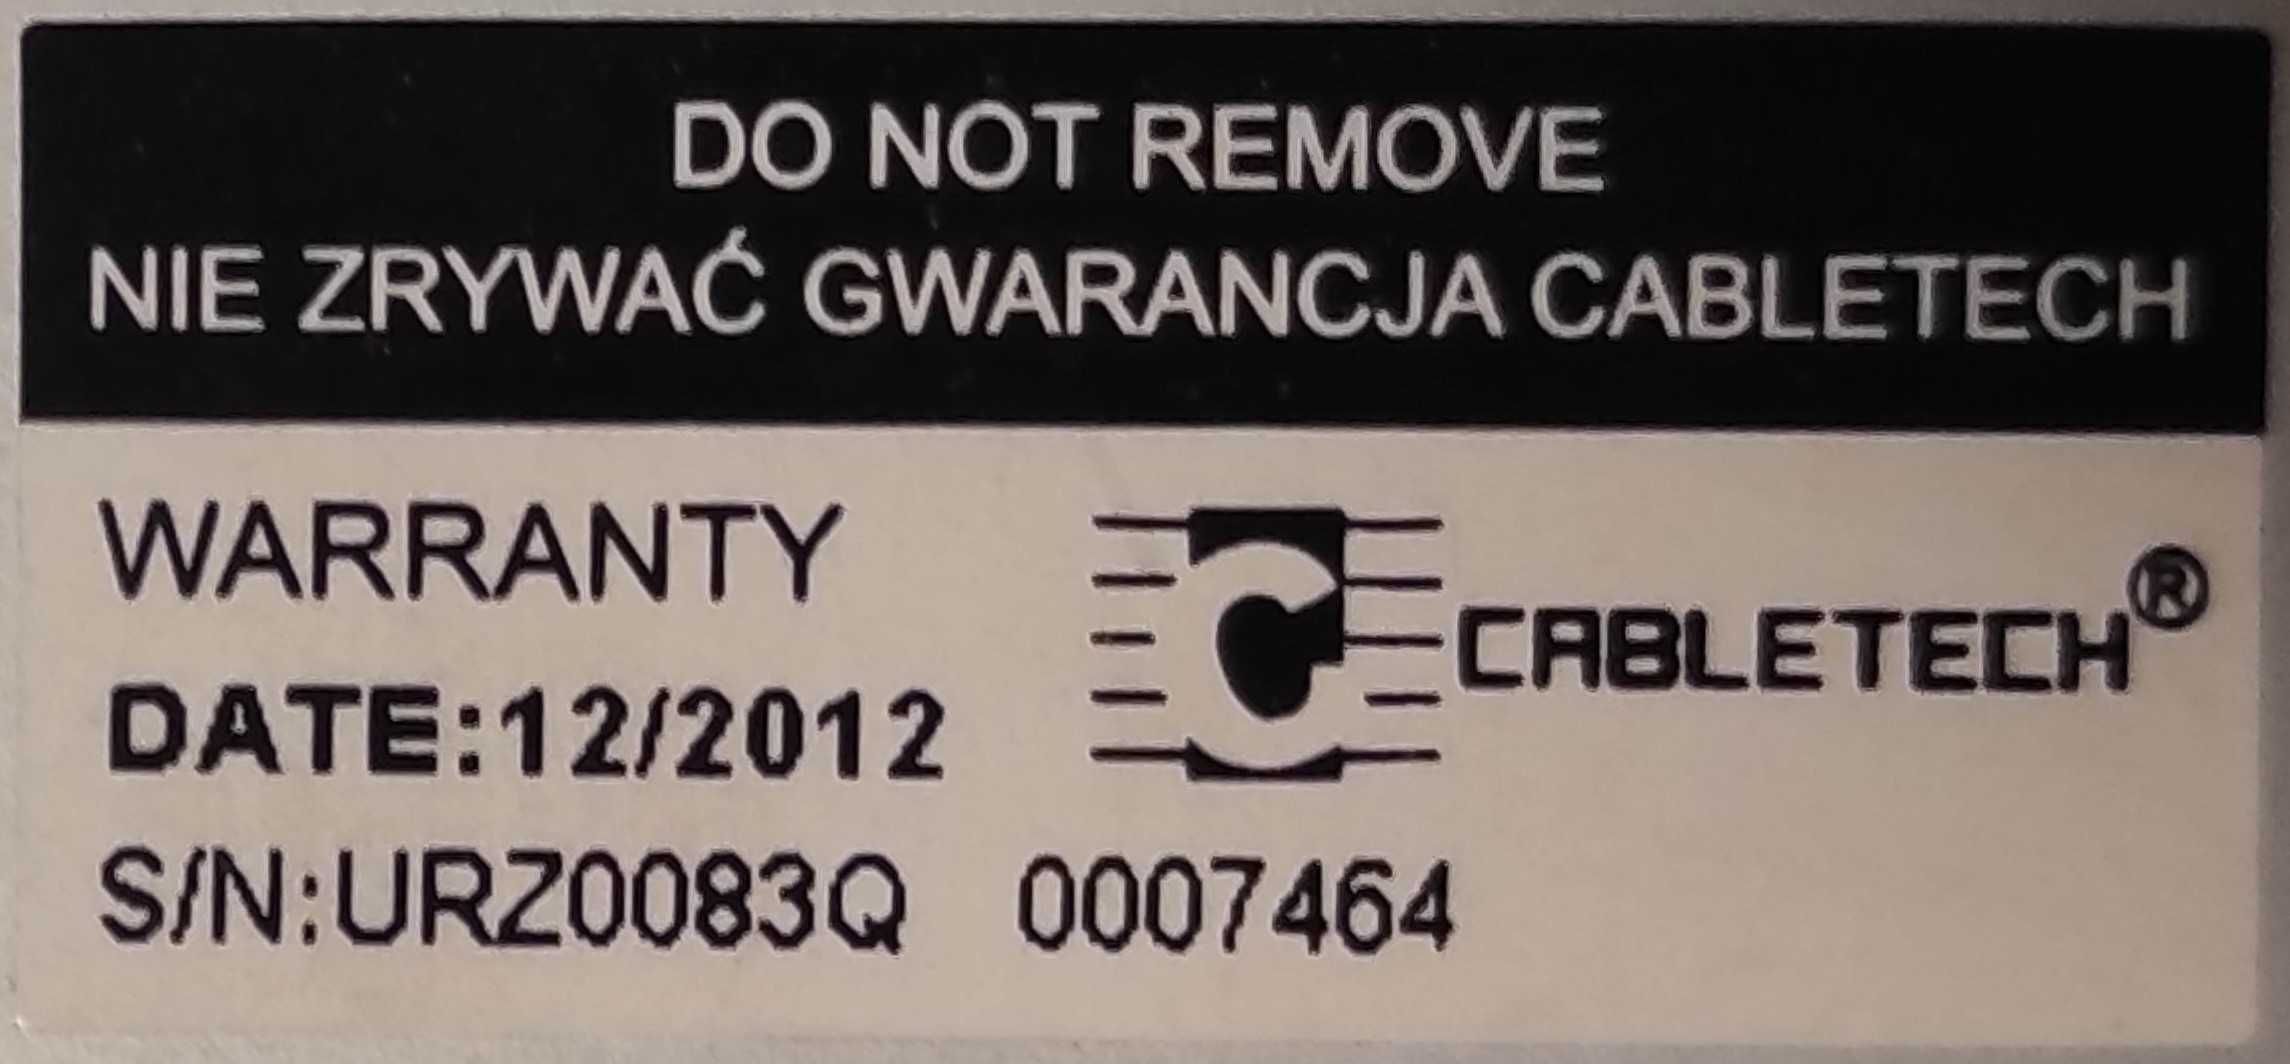 DO NOT REMOVE
NIE ZRYWAĆ GWARANCJA CABLETECH
WARRANTY
CABLETECH®
DATE:12/2012
S/N:URZ0083Q 0007464